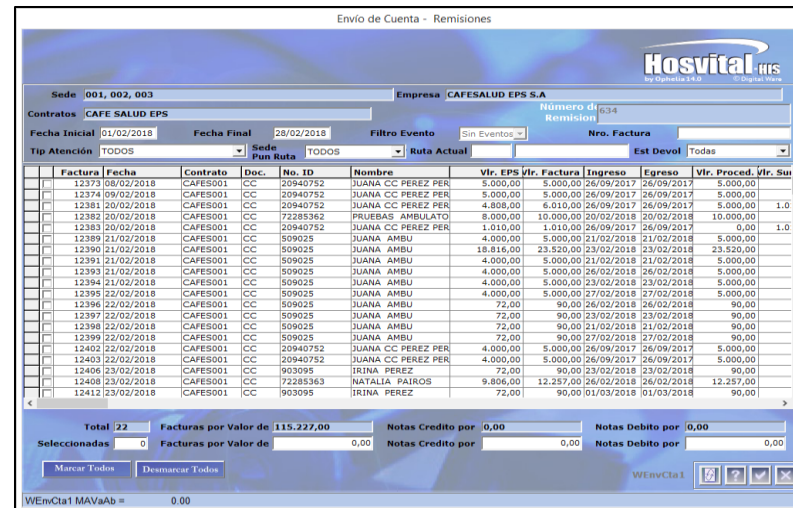 Envío de Cuenta - Remisiones
Hosvital-HIS
by Ophelia 14.0 © Digital Ware
Sede 001, 002, 003 Empresa CAFESALUD EPS S.A
Contratos CAFE SALUD EPS Número d Remision 634
Fecha Inicial 01/02/2018 Fecha Final 28/02/2018 Filtro Evento Sin Eventos Nro. Factura
Tip Atención TODOS Sede Pun Ruta TODOS Ruta Actual Est Devol Todas
Factura Fecha Contrato Doc. No. ID Nombre Vlr. EPS Vlr. Factura Ingreso Egreso Vlr. Proced. Vlr. Su
12373 08/02/2018 CAFES001 CC 20940752 JUANA CC PEREZ PER 5.000,00 5.000,00 26/09/2017 26/09/2017 5.000,00
12374 09/02/2018 CAFES001 CC 20940752 JUANA CC PEREZ PER 5.000,00 5.000,00 26/09/2017 26/09/2017 5.000,00
12381 20/02/2018 CAFES001 CC 20940752 JUANA CC PEREZ PER 4.808,00 6.010,00 26/09/2017 26/09/2017 5.000,00 1.0
12382 20/02/2018 CAFES001 CC 72285362 PRUEBAS AMBULATO 8.000,00 10.000,00 20/02/2018 20/02/2018 10.000,00
12383 20/02/2018 CAFES001 CC 20940752 JUANA CC PEREZ PER 1.010,00 1.010,00 26/09/2017 26/09/2017 0,00 1.0
12389 21/02/2018 CAFES001 CC 509025 JUANA AMBU 4.000,00 5.000,00 21/02/2018 21/02/2018 5.000,00
12390 21/02/2018 CAFES001 CC 509025 JUANA AMBU 18.816,00 23.520,00 23/02/2018 23/02/2018 23.520,00
12391 21/02/2018 CAFES001 CC 509025 JUANA AMBU 4.000,00 5.000,00 21/02/2018 21/02/2018 5.000,00
12393 21/02/2018 CAFES001 CC 509025 JUANA AMBU 4.000,00 5.000,00 26/02/2018 26/02/2018 5.000,00
12394 21/02/2018 CAFES001 CC 509025 JUANA AMBU 4.000,00 5.000,00 23/02/2018 23/02/2018 5.000,00
12395 22/02/2018 CAFES001 CC 509025 JUANA AMBU 4.000,00 5.000,00 27/02/2018 27/02/2018 5.000,00
12396 22/02/2018 CAFES001 CC 509025 JUANA AMBU 72,00 90,00 26/02/2018 26/02/2018 90,00
12397 22/02/2018 CAFES001 CC 509025 JUANA AMBU 72,00 90,00 23/02/2018 23/02/2018 90,00
12398 22/02/2018 CAFES001 CC 509025 JUANA AMBU 72,00 90,00 21/02/2018 21/02/2018 90,00
12399 22/02/2018 CAFES001 CC 509025 JUANA AMBU 72,00 90,00 27/02/2018 27/02/2018 90,00
12402 22/02/2018 CAFES001 CC 20940752 JUANA CC PEREZ PER 4.000,00 5.000,00 26/09/2017 26/09/2017 5.000,00
12403 22/02/2018 CAFES001 CC 20940752 JUANA CC PEREZ PER 4.000,00 5.000,00 26/09/2017 26/09/2017 5.000,00
12406 23/02/2018 CAFES001 CC 903095 IRINA PEREZ 72,00 90,00 23/02/2018 23/02/2018 90,00
12408 23/02/2018 CAFES001 CC 72285363 NATALIA PAIROS 9.806,00 12.257,00 26/02/2018 26/02/2018 12.257,00
12412 23/02/2018 CAFES001 CC 903095 IRINA PEREZ 72,00 90,00 01/03/2018 01/03/2018 90,00
Total 22 Facturas por Valor de 115.227,00 Notas Credito por 0,00 Notas Debito por 0,00
Seleccionadas 0 Facturas por Valor de 0,00 Notas Credito por 0,00 Notas Debito por 0,00
Marcar Todos Desmarcar Todos WEnvCta1
WEnvCta1 MAVaAb = 0.00